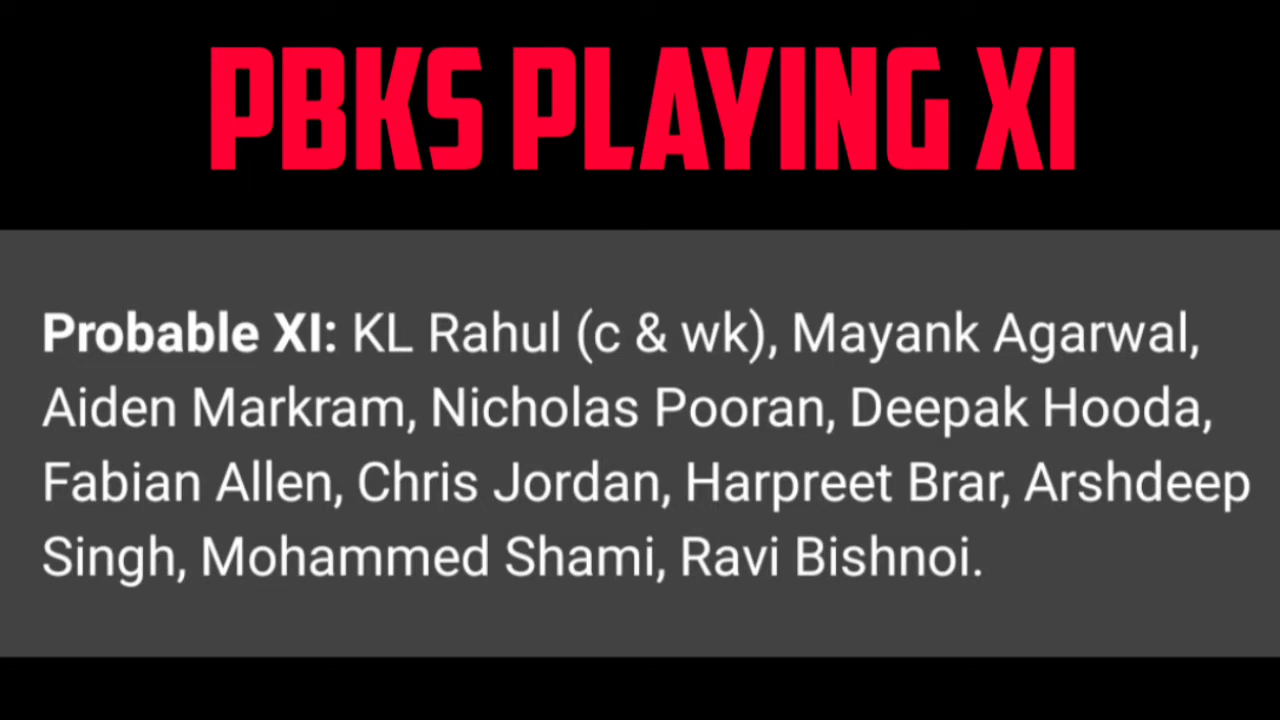 PBKS PLAYING XI
Probable XI: KL Rahul (c & wk), Mayank Agarwal,
Aiden Markram, Nicholas Pooran, Deepak Hooda,
Fabian Allen, Chris Jordan, Harpreet Brar, Arshdeep
Singh, Mohammed Shami, Ravi Bishnoi.